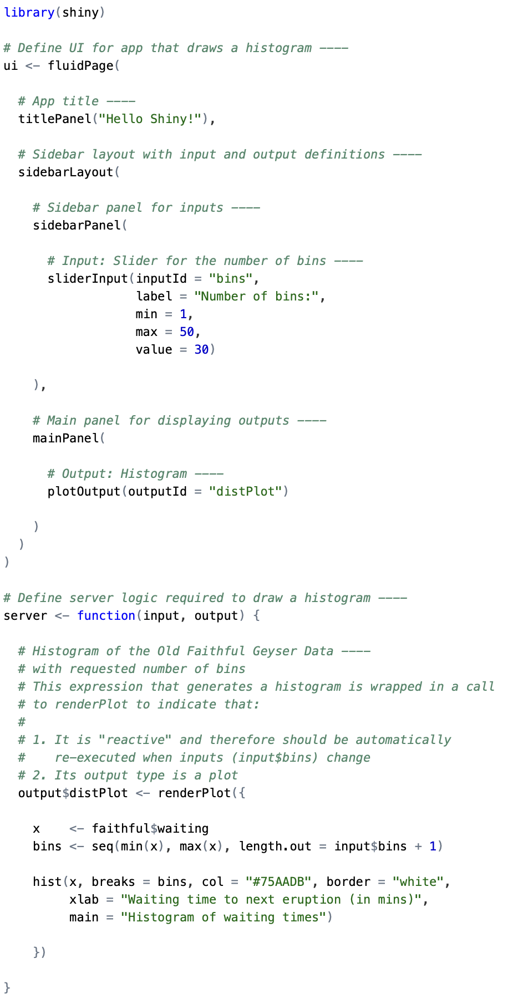 library(shiny)

# Define UI for app that draws a histogram ----
ui <- fluidPage(

  # App title ----
  titlePanel("Hello Shiny!"),

  # Sidebar layout with input and output definitions ----
  sidebarLayout(

    # Sidebar panel for inputs ----
    sidebarPanel(

      # Input: Slider for the number of bins ----
      sliderInput(inputId = "bins",
                  label = "Number of bins:",
                  min = 1,
                  max = 50,
                  value = 30)

    ),

    # Main panel for displaying outputs ----
    mainPanel(

      # Output: Histogram ----
      plotOutput(outputId = "distPlot")

    )
  )
)

# Define server logic required to draw a histogram ----
server <- function(input, output) {

  # Histogram of the Old Faithful Geyser Data ----
  # with requested number of bins
  # This expression that generates a histogram is wrapped in a call
  # to renderPlot to indicate that:
  #
  # 1. It is "reactive" and therefore should be automatically
  #    re-executed when inputs (input$bins) change
  # 2. Its output type is a plot
  output$distPlot <- renderPlot({

    x    <- faithful$waiting
    bins <- seq(min(x), max(x), length.out = input$bins + 1)

    hist(x, breaks = bins, col = "#75AADB", border = "white",
         xlab = "Waiting time to next eruption (in mins)",
         main = "Histogram of waiting times")

    })

}